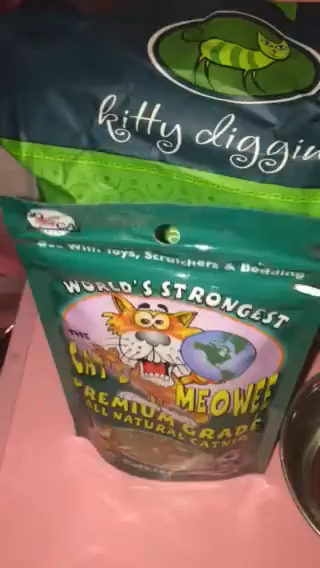 kitty diggin
Use With Toys, Scratchers & Bedding
WORLD'S STRONGEST
THE
CAT'S
MEOWEE
PREMIUM GRADE
ALL NATURAL CATNIP